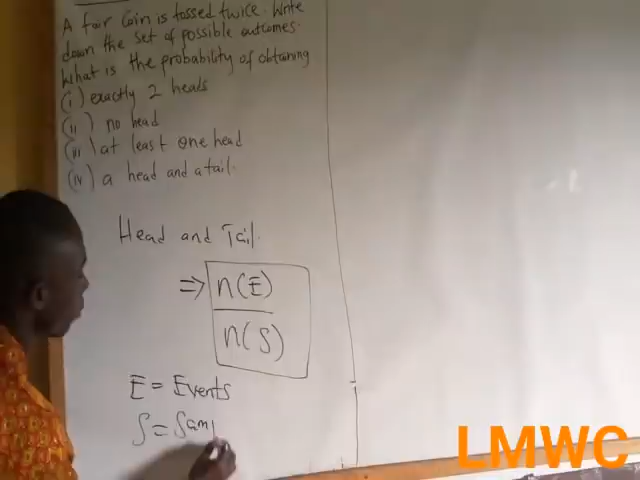 A fair Coin is tossed twice. Write
down the set of possible outcomes.
What is the probability of obtaining
(i) exactly 2 heads
(ii) no head
(iii) at least one head
(iv) a head and a tail.
Head and Tail.
⇒ n(E)
n(S)
E = Events
S = Samp
LMWC